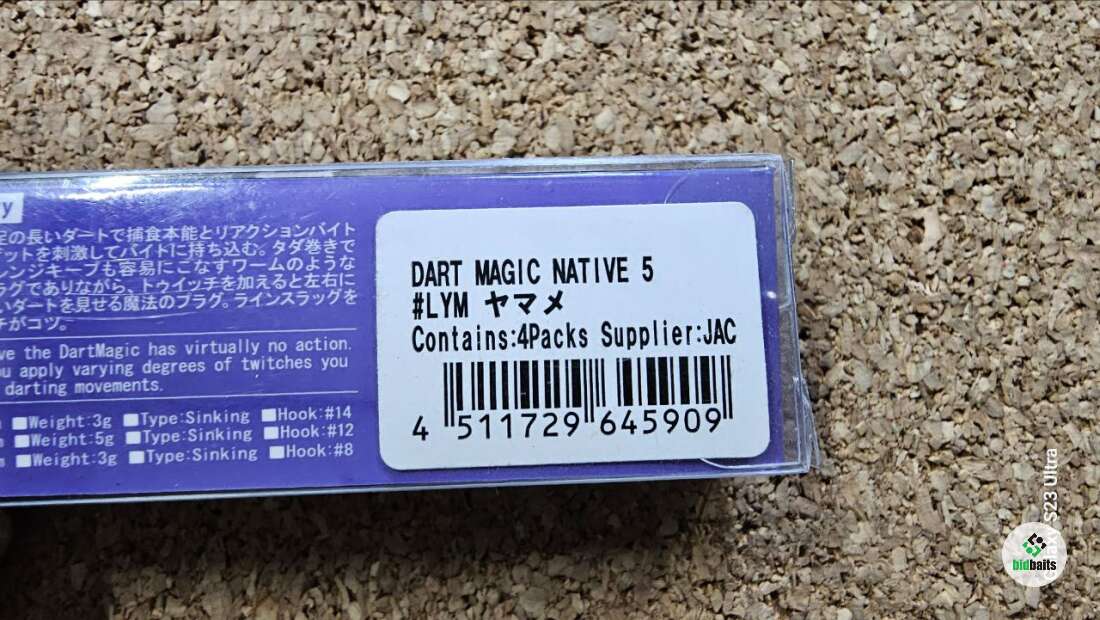 定の長いダートで捕食本能とリアクションバイト
ゲットを刺激してバイトに持ち込む。タダ巻きで
レンジキープも容易にこなすワームのような
ラグでありながら、トゥイッチを加えると左右に
いダートを見せる魔法のプラグ。ラインスラッグを
チがコツ。
ve the DartMagic has virtually no action.
ou apply varying degrees of twitches you
darting movements.
Weight:3g Type:Sinking Hook:#14
Weight:5g Type:Sinking Hook:#12
Weight:3g Type:Sinking Hook:#8
DART MAGIC NATIVE 5
#LYM ヤマメ
Contains:4Packs Supplier:JAC
4 511729 645909
S23 Ultra
bidbaits